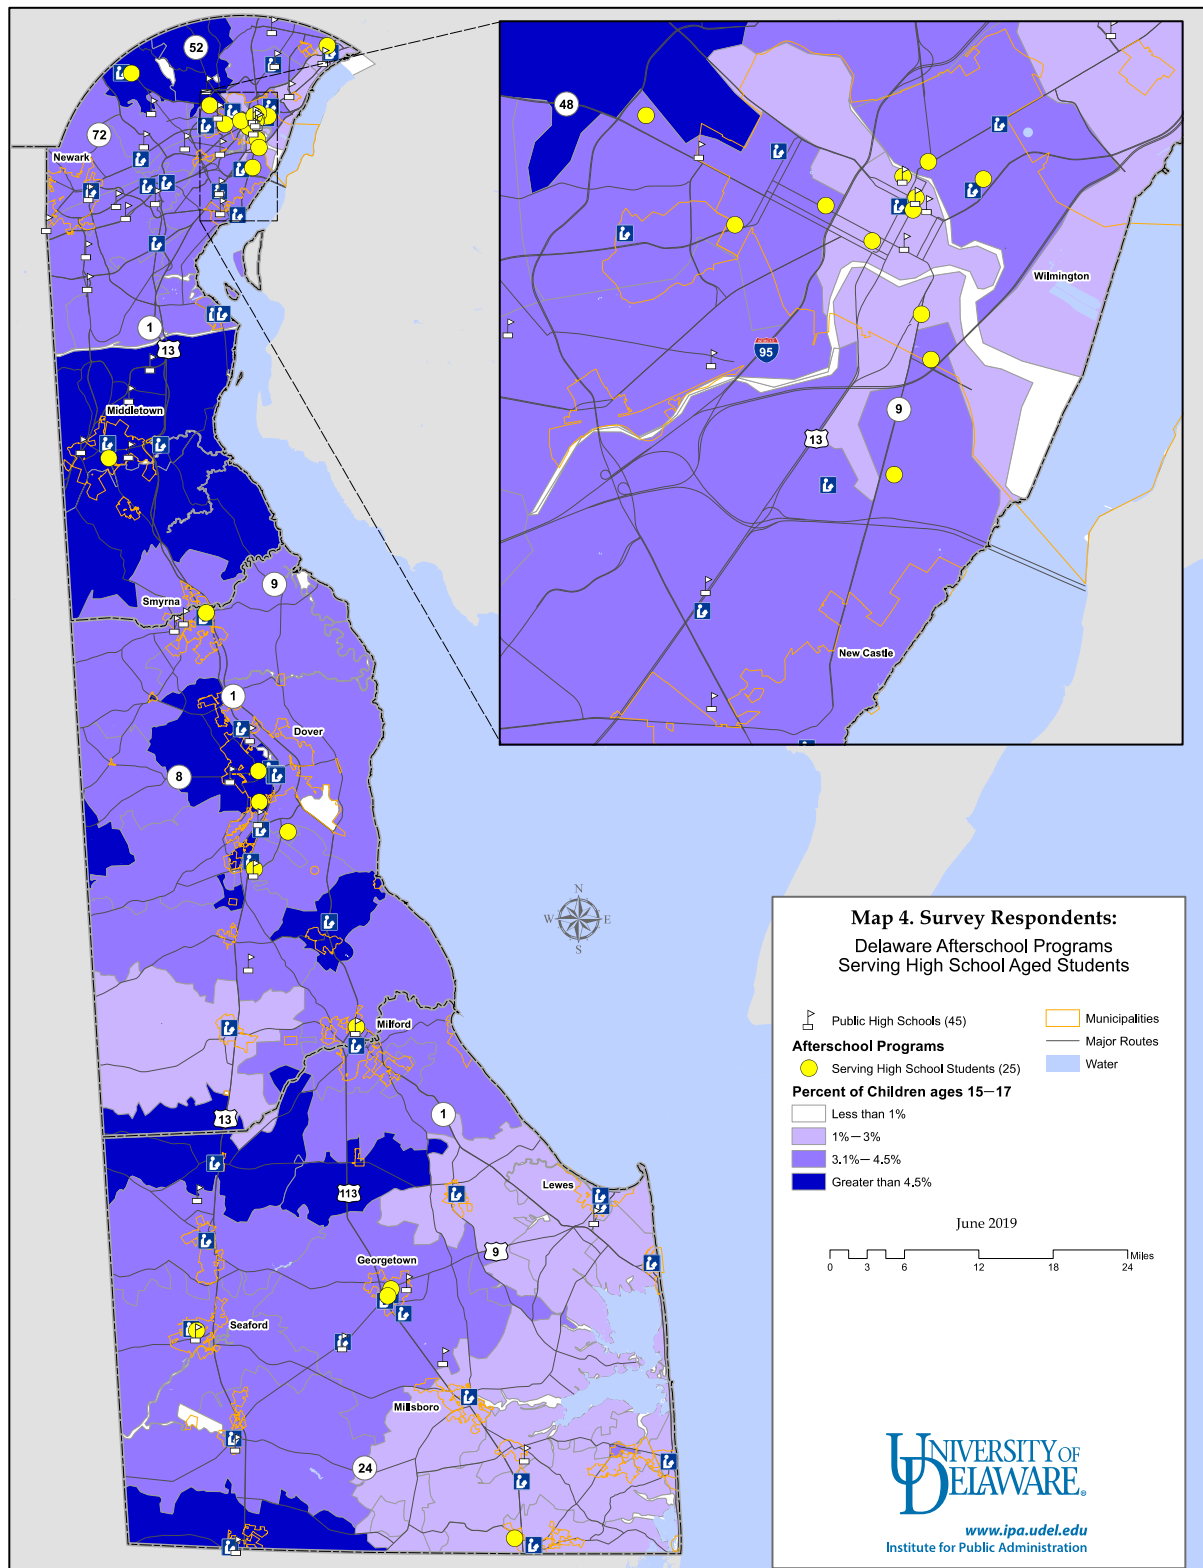 52
72
Newark
1
13
Middletown
Smyrna
9
1
Dover
8
Milford
13
1
113
Lewes
9
Georgetown
Seaford
Millsboro
24
48
Wilmington
INTERSTATE
95
9
13
New Castle
N
W
E
S
Map 4. Survey Respondents:
Delaware Afterschool Programs
Serving High School Aged Students
Public High Schools (45)
Afterschool Programs
Serving High School Students (25)
Percent of Children ages 15—17
Less than 1%
1%—3%
3.1%—4.5%
Greater than 4.5%
Municipalities
Major Routes
Water
June 2019
Miles
0 3 6 12 18 24
UNIVERSITY OF
DELAWARE®
www.ipa.udel.edu
Institute for Public Administration